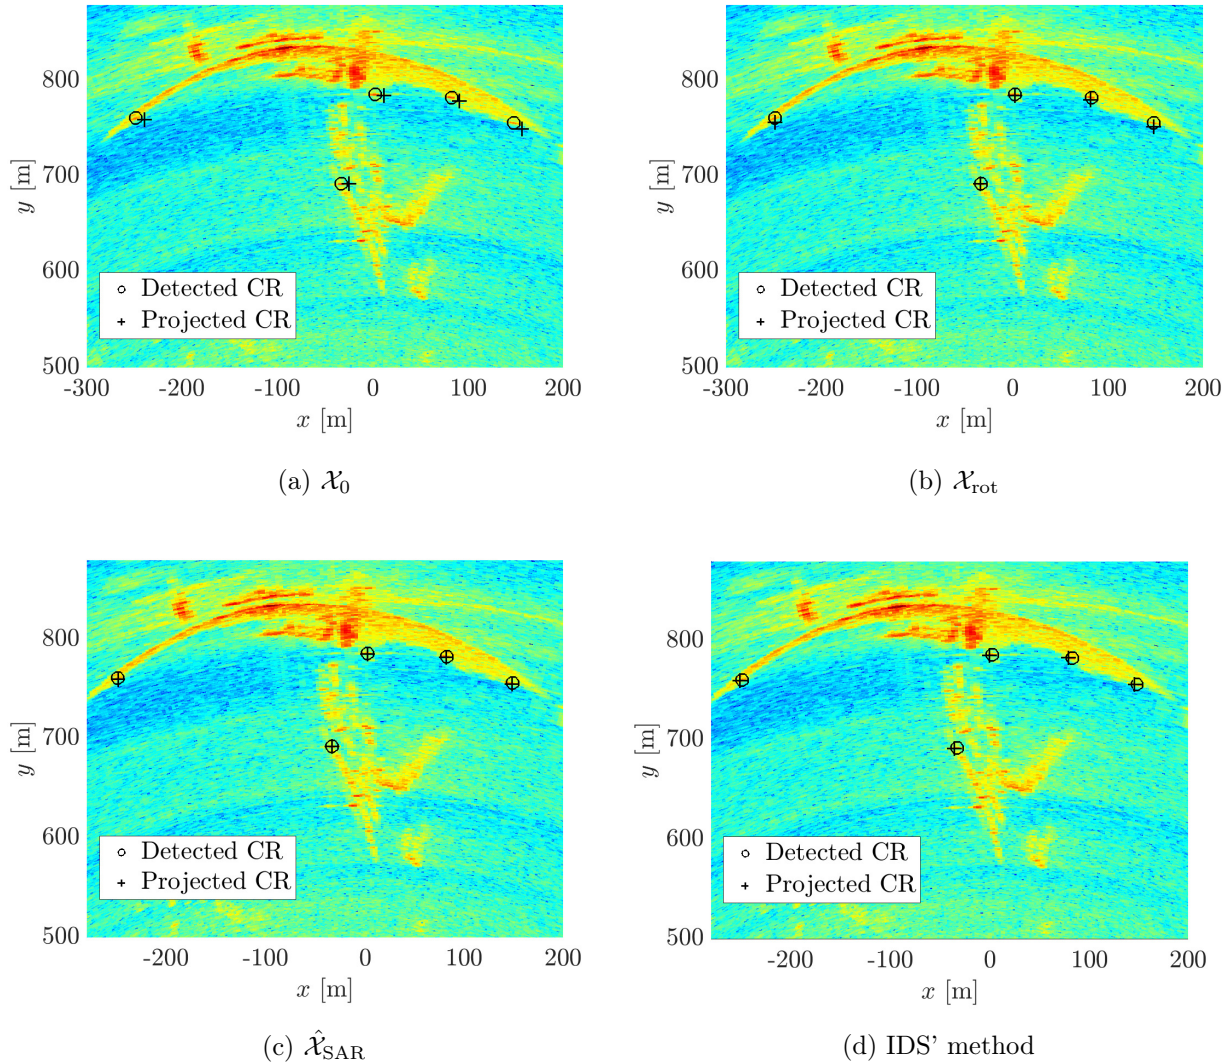 800
700
600
500
y [m]
-300
-200
-100
0
100
200
x [m]
Detected CR
Projected CR
(a) 𝒳₀
800
700
600
500
y [m]
-300
-200
-100
0
100
200
x [m]
Detected CR
Projected CR
(b) 𝒳rot
800
700
600
500
y [m]
-200
-100
0
100
200
x [m]
Detected CR
Projected CR
(c) 𝒳̂SAR
800
700
600
500
y [m]
-200
-100
0
100
200
x [m]
Detected CR
Projected CR
(d) IDS' method